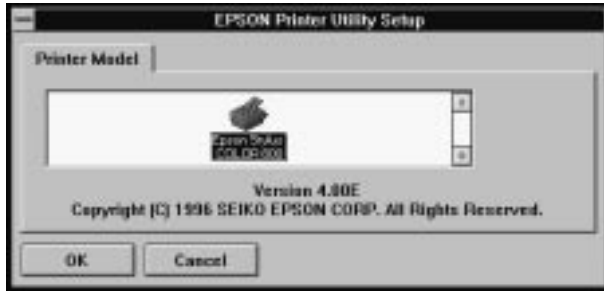 EPSON Printer Utility Setup
Printer Model
Epson Stylus
COLOR 800
Version 4.00E
Copyright (C) 1996 SEIKO EPSON CORP. All Rights Reserved.
OK
Cancel